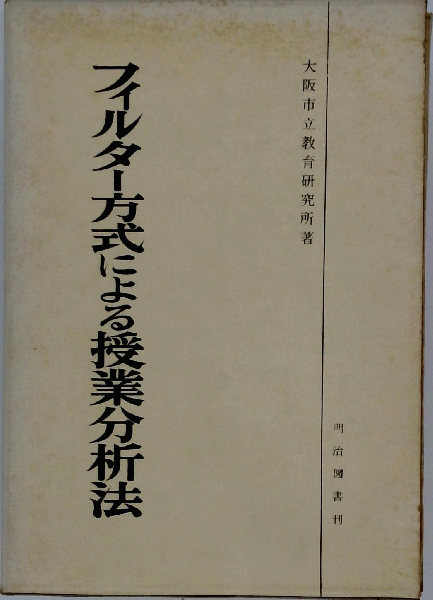 大阪市立教育研究所著
フィルター方式による授業分析法
明治図書刊